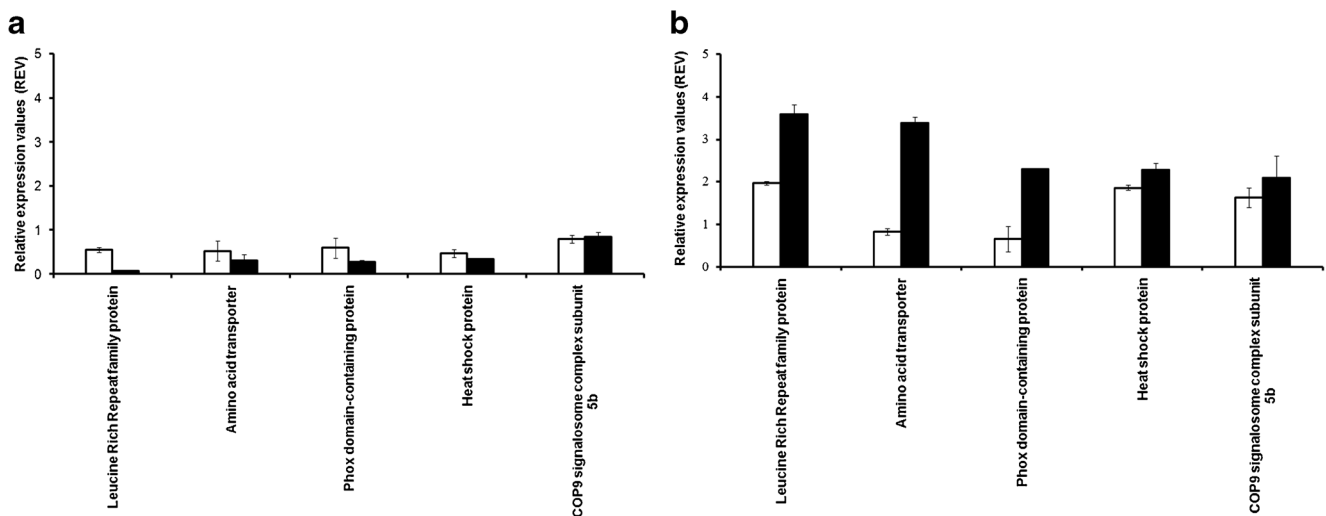 a
Relative expression values (REV)
5
4
3
2
1
0
Leucine Rich Repeat family protein
Amino acid transporter
Phox domain-containing protein
Heat shock protein
COP9 signalosome complex subunit
5b
b
Relative expression values (REV)
5
4
3
2
1
0
Leucine Rich Repeat family protein
Amino acid transporter
Phox domain-containing protein
Heat shock protein
COP9 signalosome complex subunit
5b